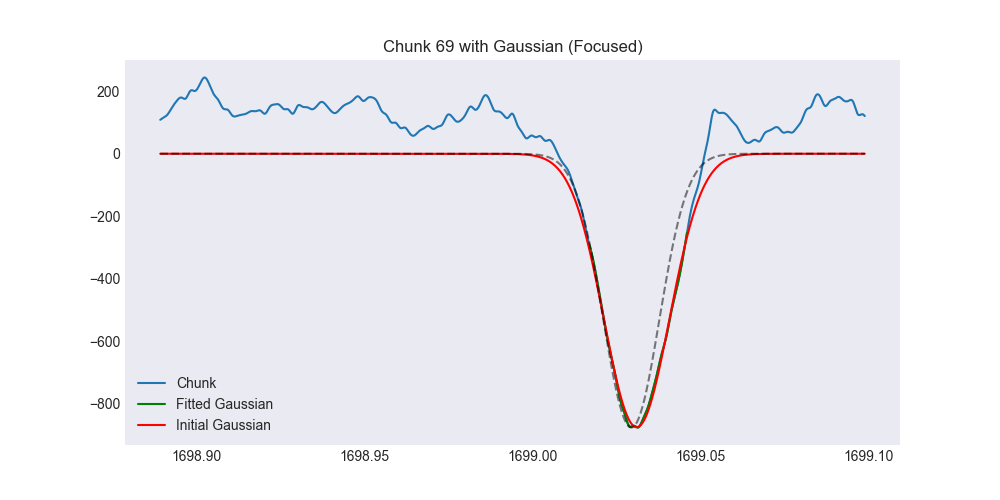 Chunk 69 with Gaussian (Focused)
200
0
−200
−400
−600
−800
Chunk
Fitted Gaussian
Initial Gaussian
1698.90 1698.95 1699.00 1699.05 1699.10